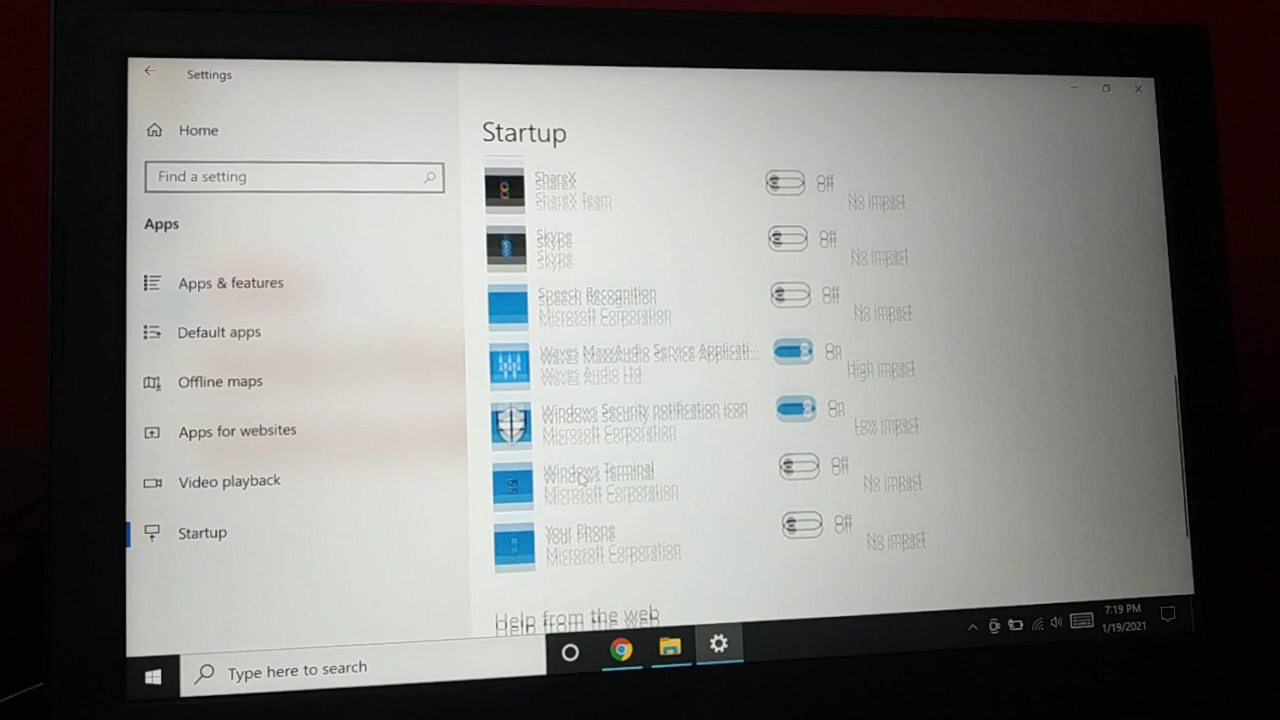 Settings
Home
Find a setting
Apps
Apps & features
Default apps
Offline maps
Apps for websites
Video playback
Startup
Startup
ShareX
ShareX Team
Off
No impact
Skype
Skype
Off
No impact
Speech Recognition
Microsoft Corporation
Off
No impact
Waves MaxxAudio Service Applicati...
Waves Audio Ltd.
On
High impact
Windows Security notification icon
Microsoft Corporation
On
Low impact
Windows Terminal
Microsoft Corporation
Off
No impact
Your Phone
Microsoft Corporation
Off
No impact
Help from the web
Type here to search
7:19 PM
1/19/2021